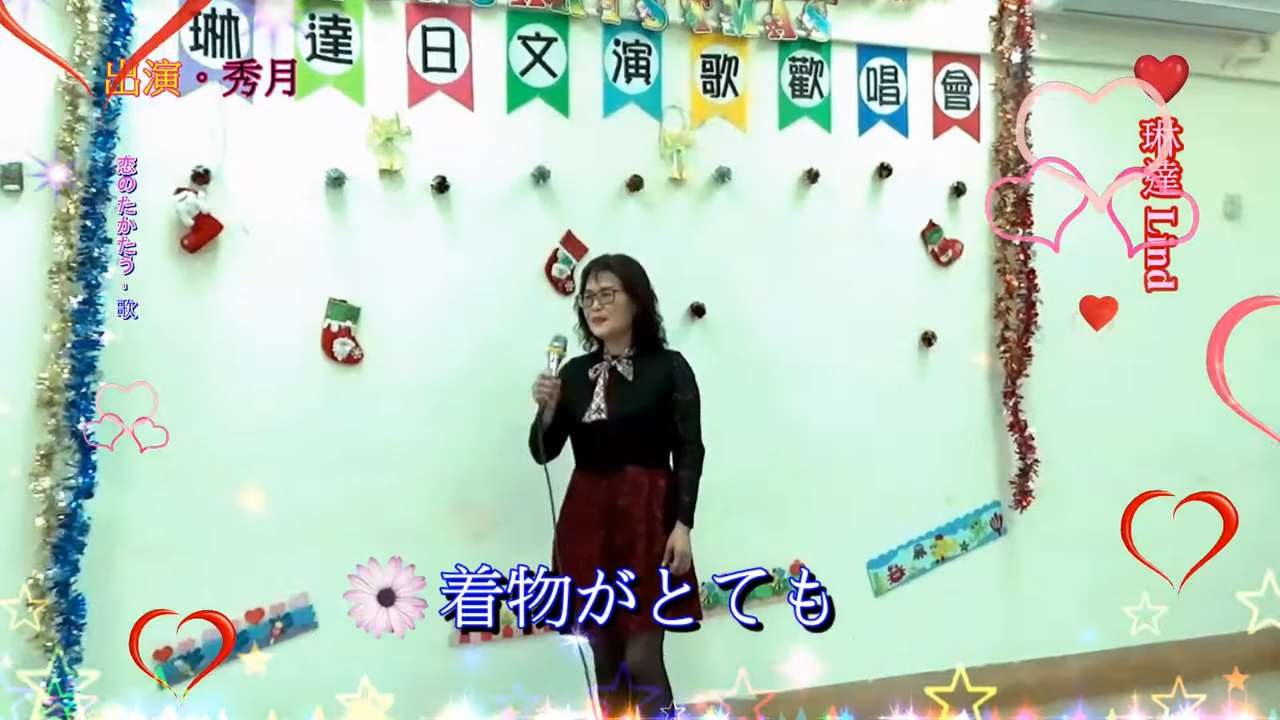 CHRISTMAS
琳達日文演歌歡唱會
出演・秀月
恋のたかたう - 歌
琳達 Lind
着物がとても